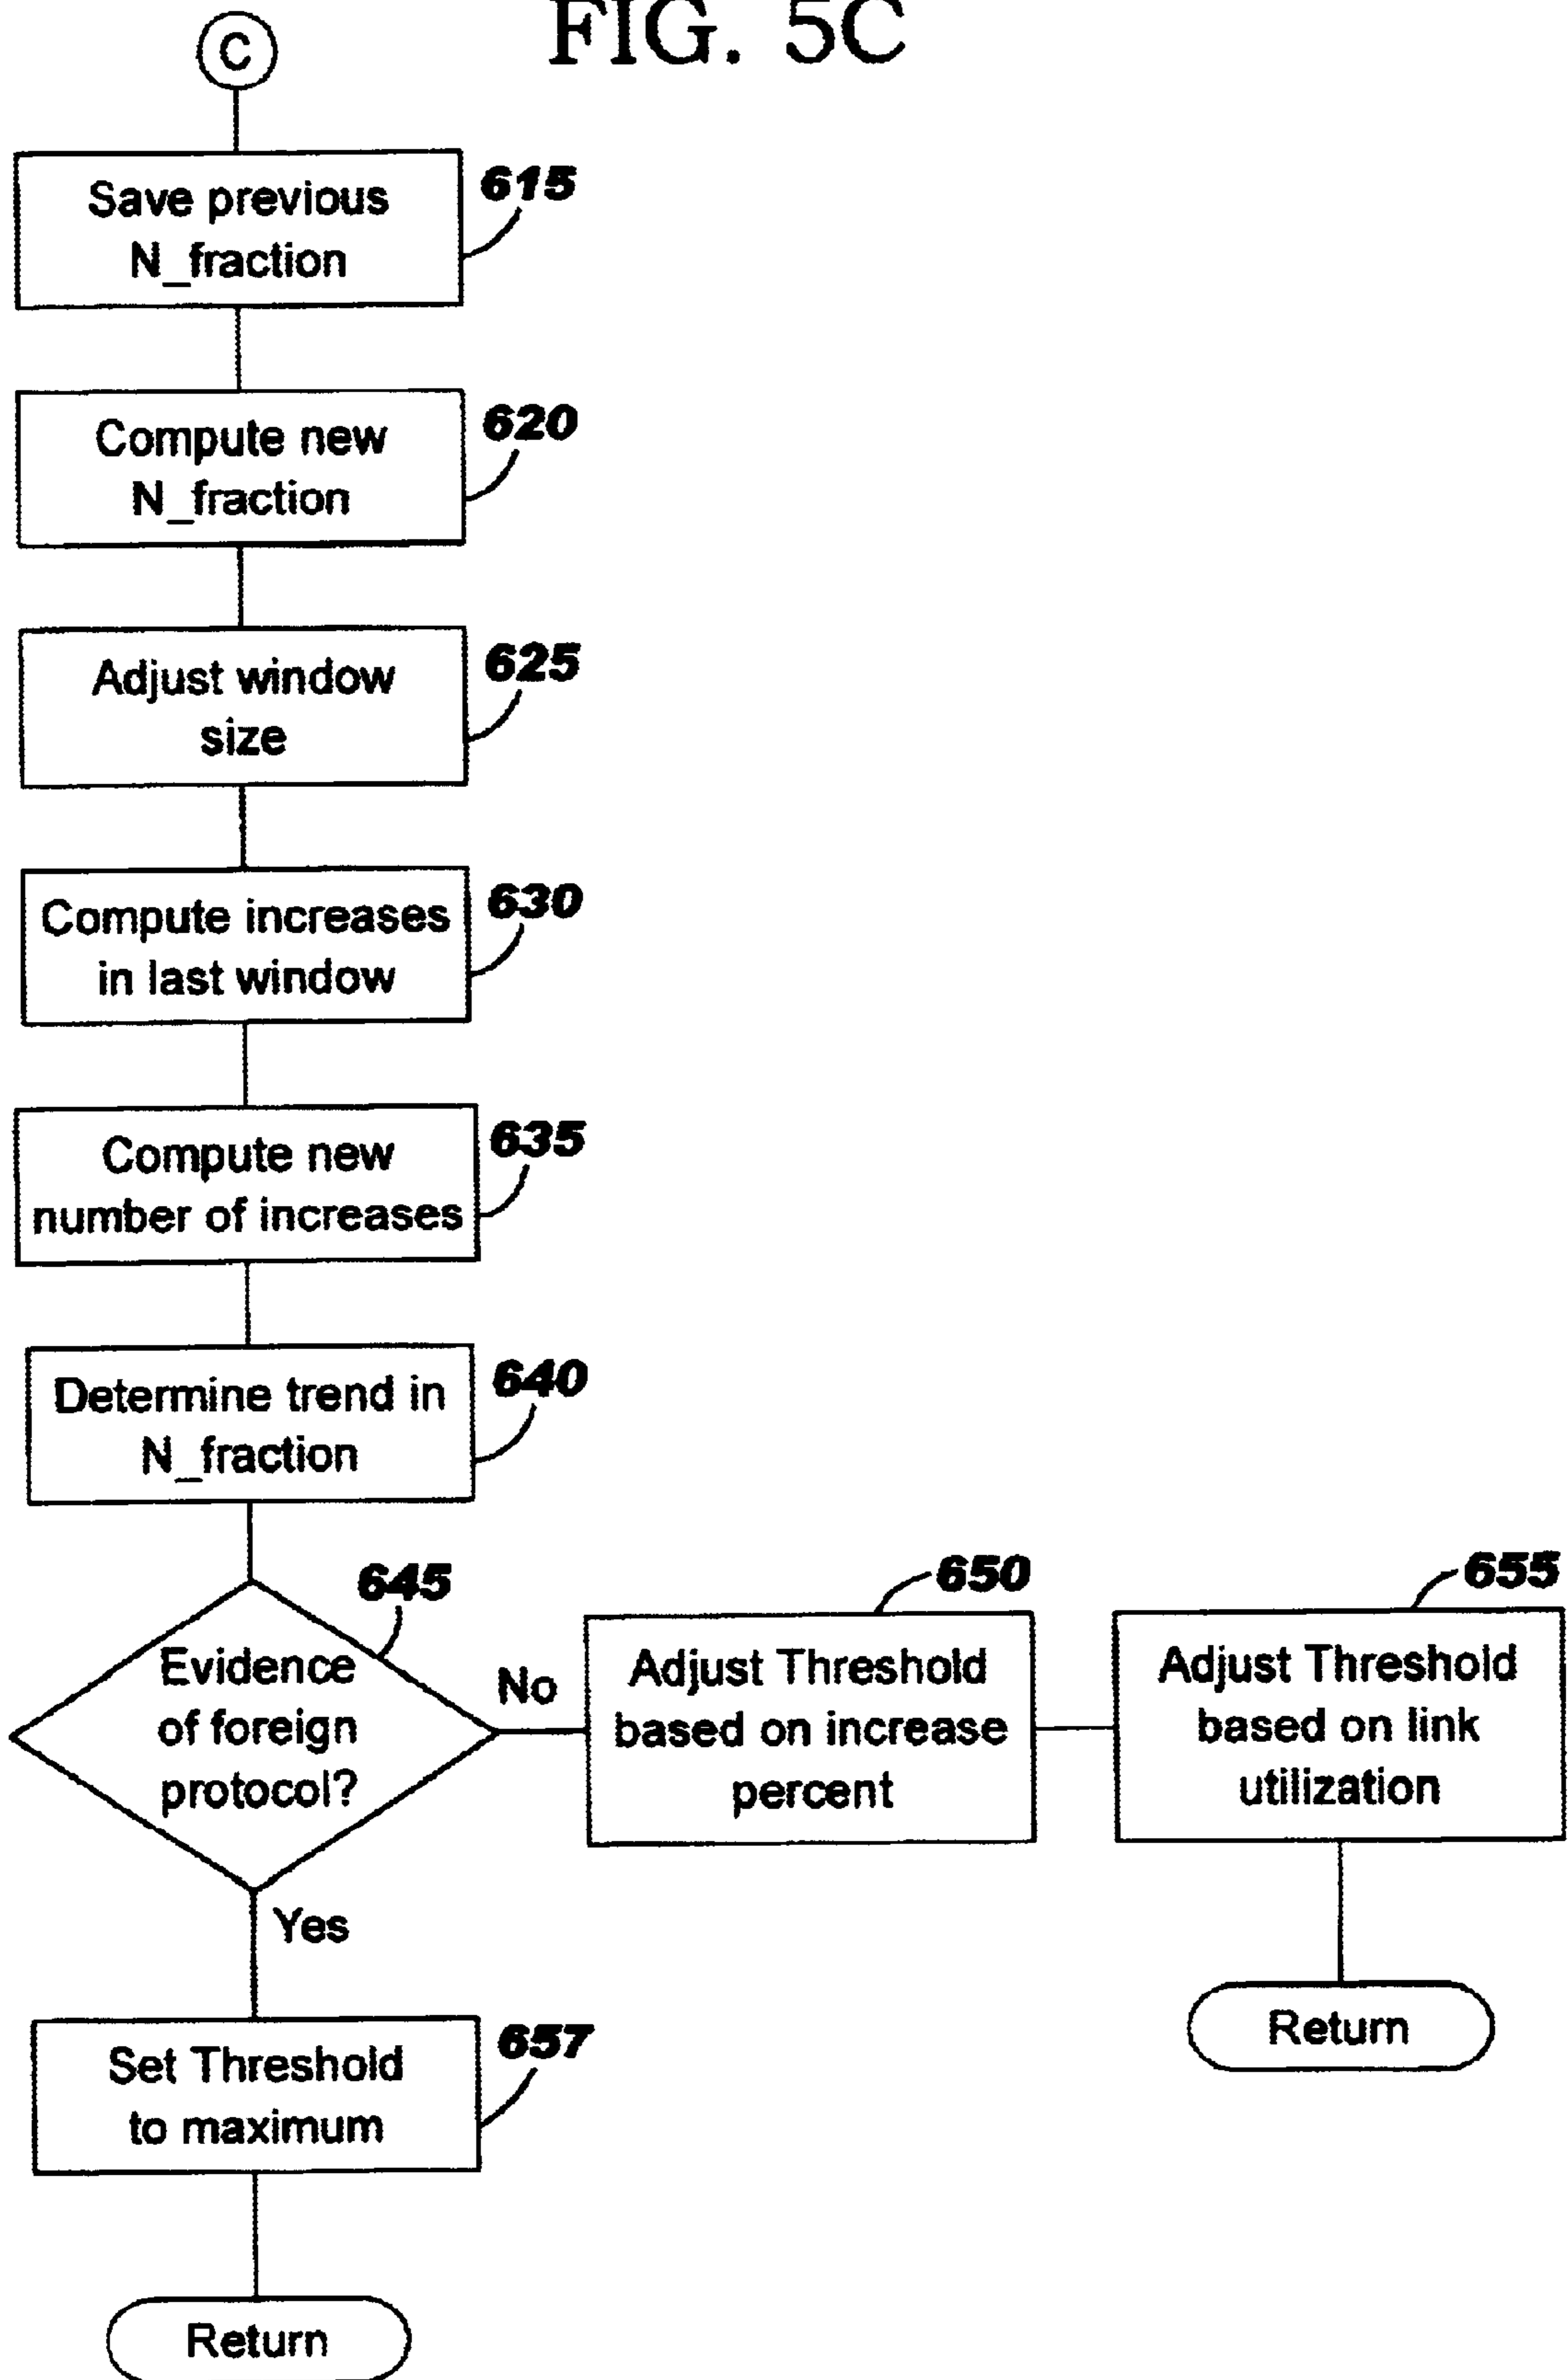 FIG. 5C
C
Save previous
N_fraction
615
Compute new
N_fraction
620
Adjust window
size
625
Compute increases
in last window
630
Compute new
number of increases
635
Determine trend in
N_fraction
640
Evidence
of foreign
protocol?
645
No
Adjust Threshold
based on increase
percent
650
Adjust Threshold
based on link
utilization
655
Return
Yes
Set Threshold
to maximum
657
Return